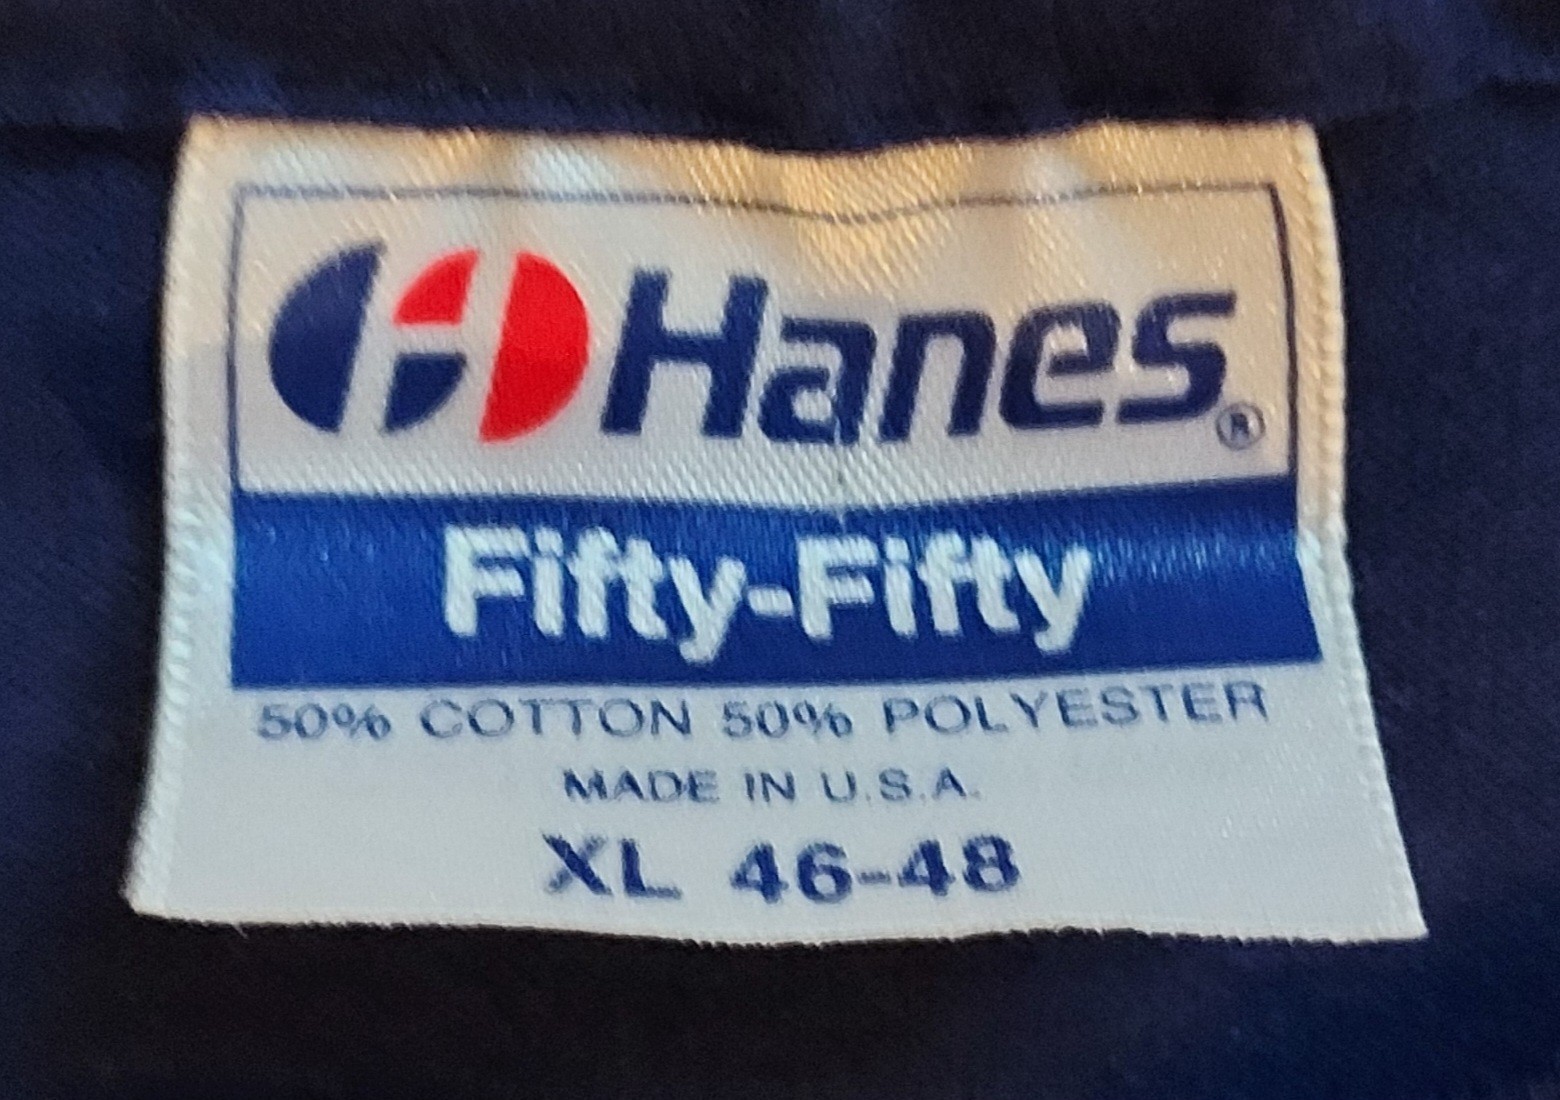 Hanes®
Fifty-Fifty
50% COTTON 50% POLYESTER
MADE IN U.S.A.
XL 46-48